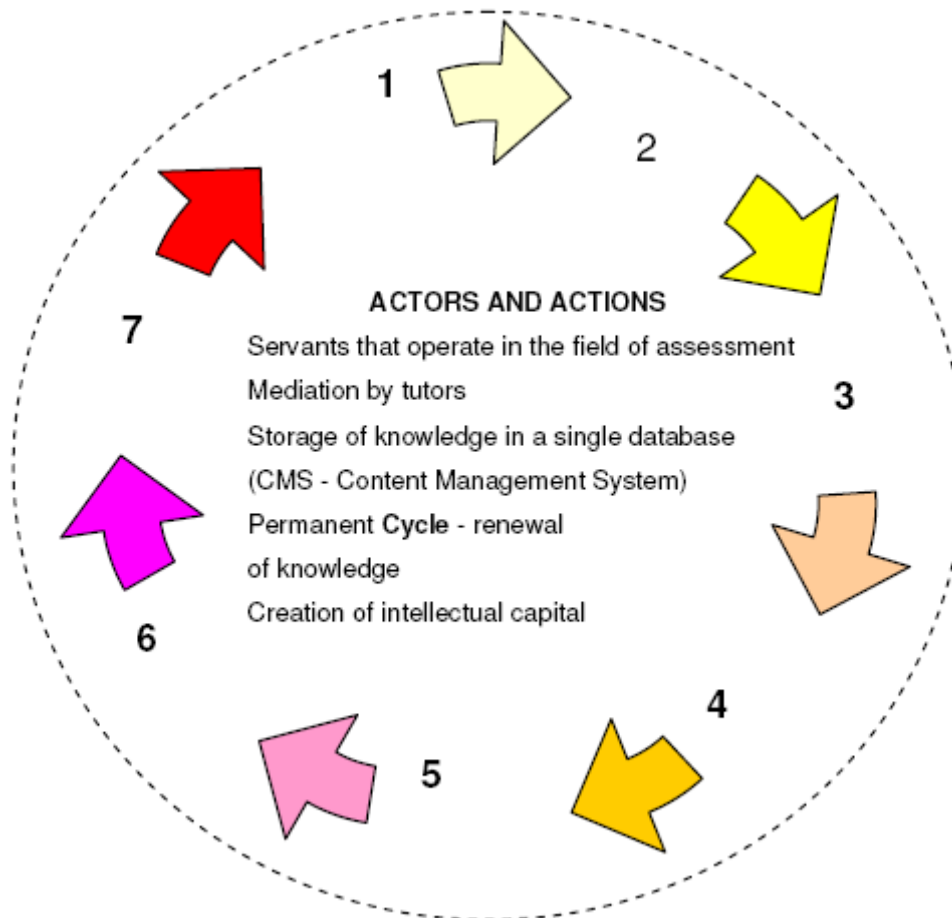 1
2
ACTORS AND ACTIONS
7
Servants that operate in the field of assessment
Mediation by tutors
3
Storage of knowledge in a single database
(CMS - Content Management System)
Permanent Cycle - renewal
of knowledge
Creation of intellectual capital
6
4
5